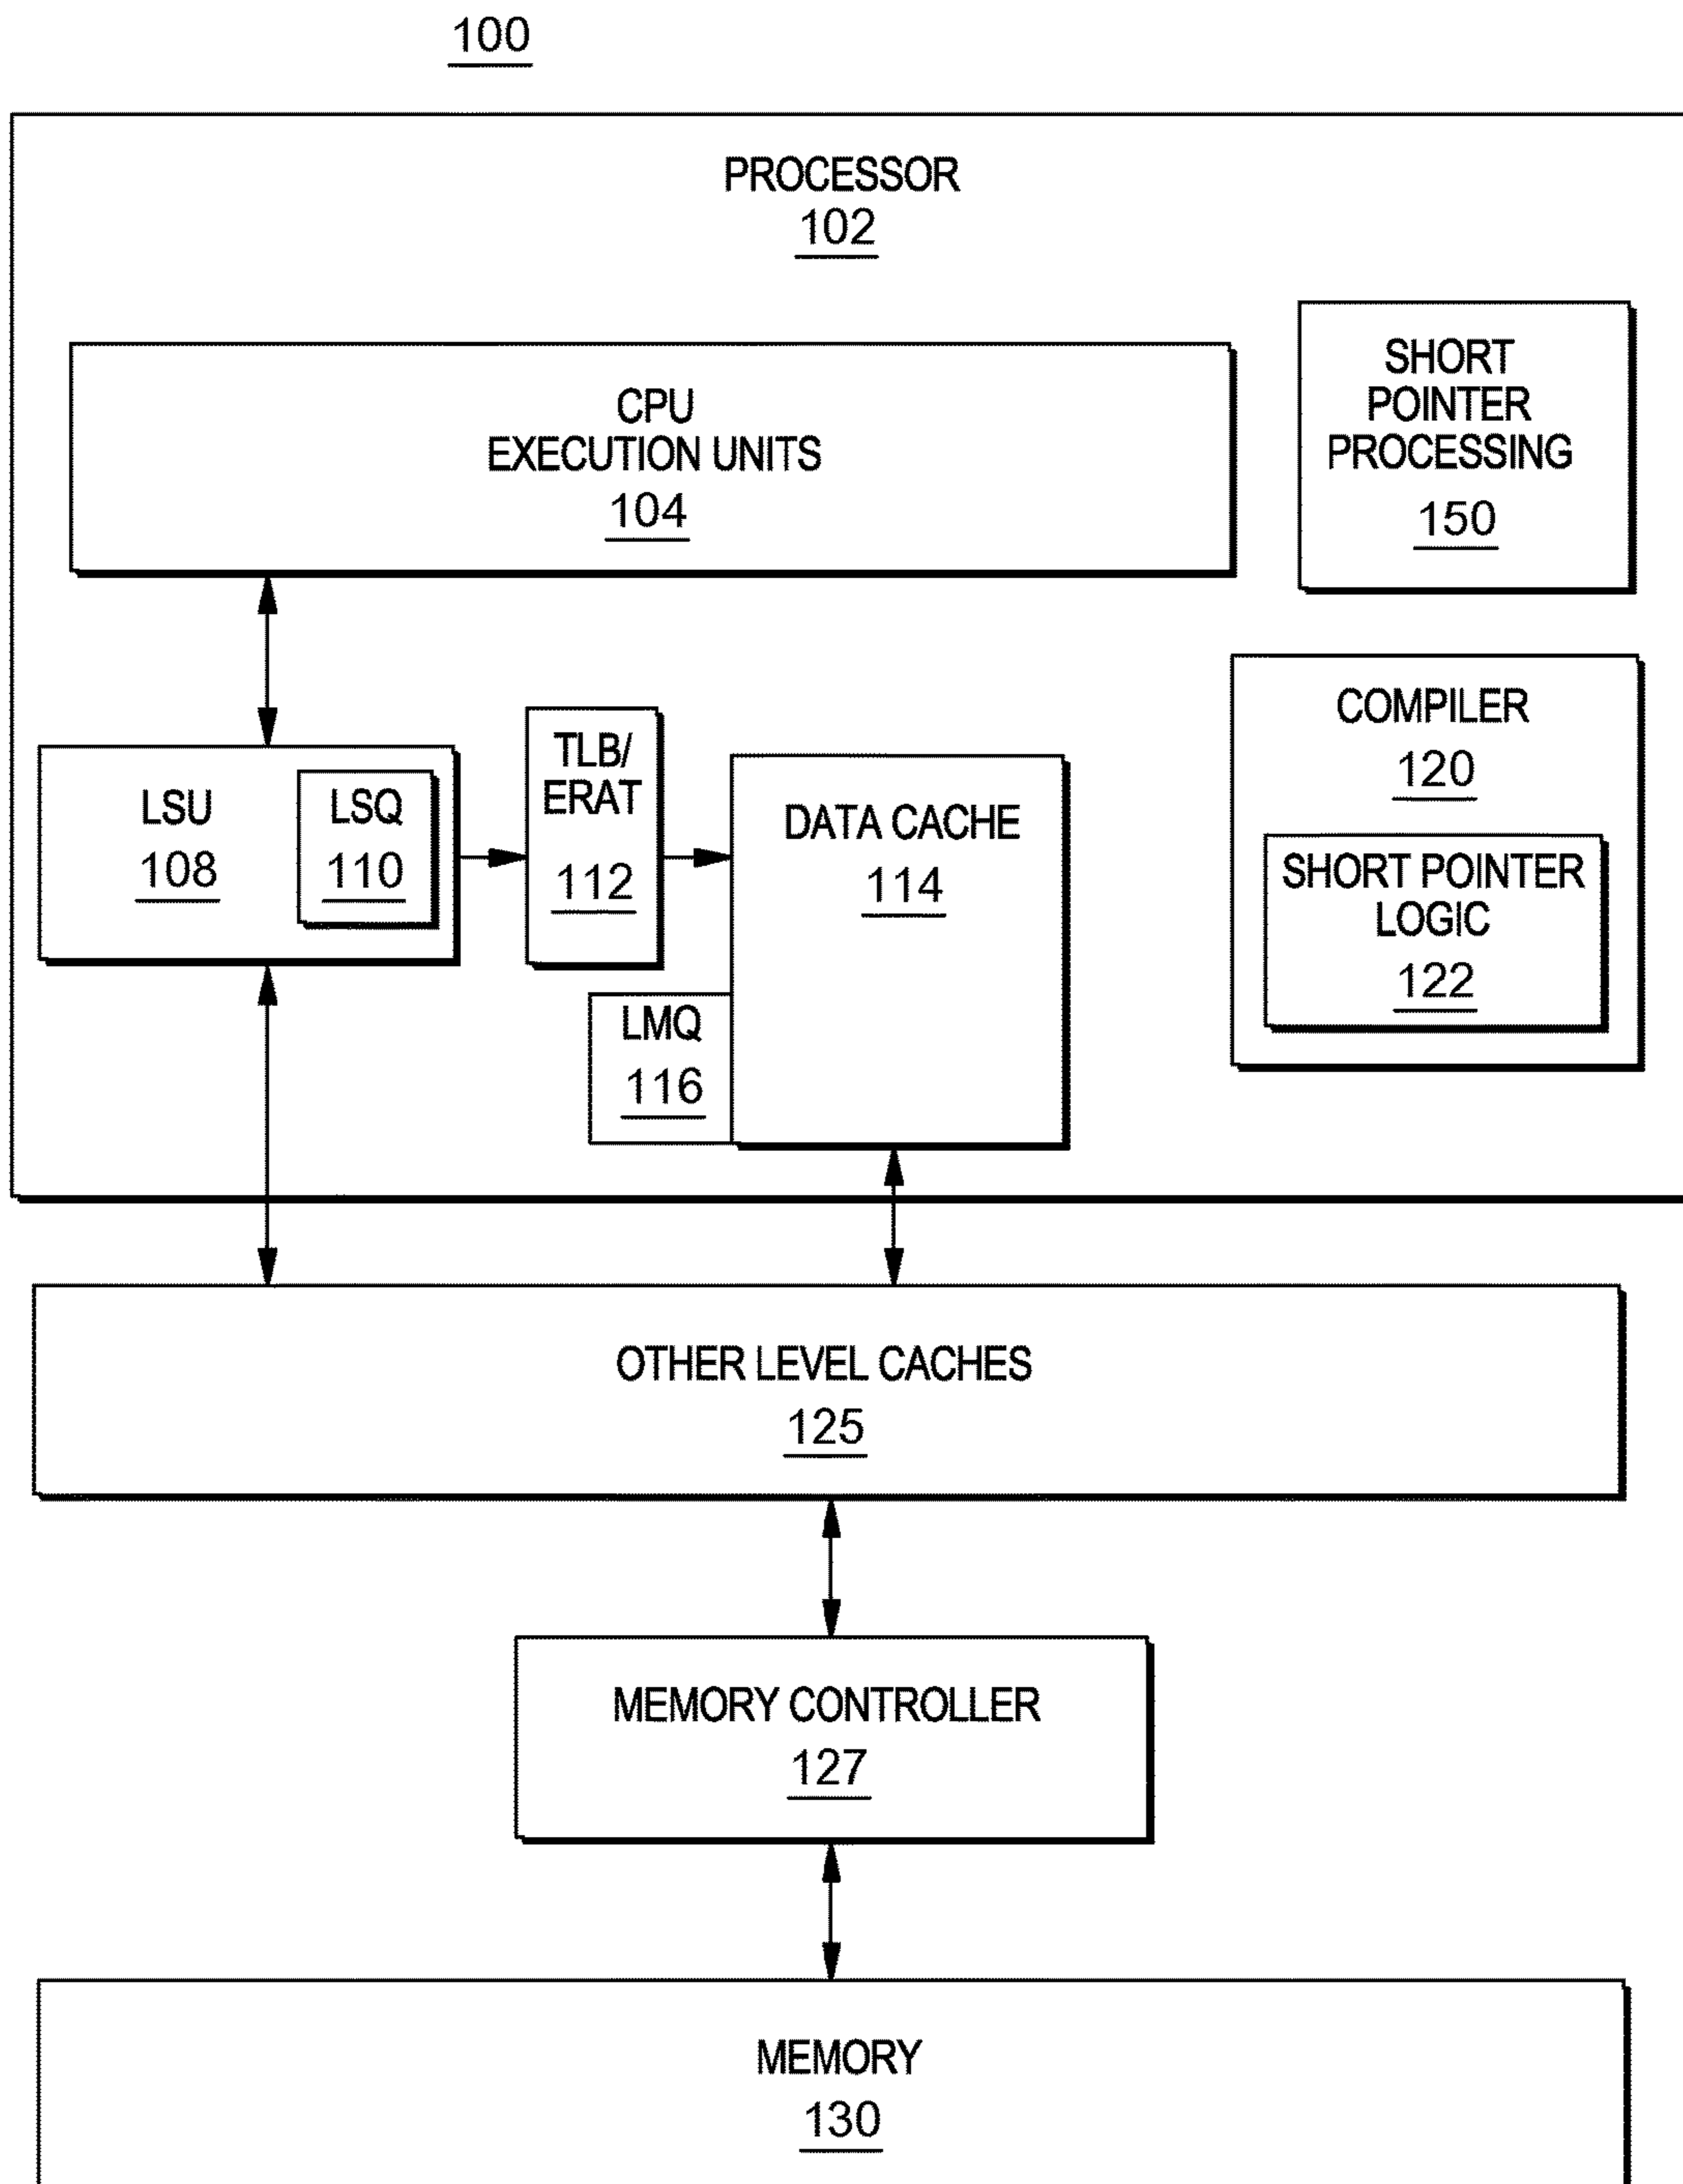 100
PROCESSOR
102
CPU
EXECUTION UNITS
104
SHORT
POINTER
PROCESSING
150
LSU
108
LSQ
110
TLB/
ERAT
112
DATA CACHE
114
LMQ
116
COMPILER
120
SHORT POINTER
LOGIC
122
OTHER LEVEL CACHES
125
MEMORY CONTROLLER
127
MEMORY
130